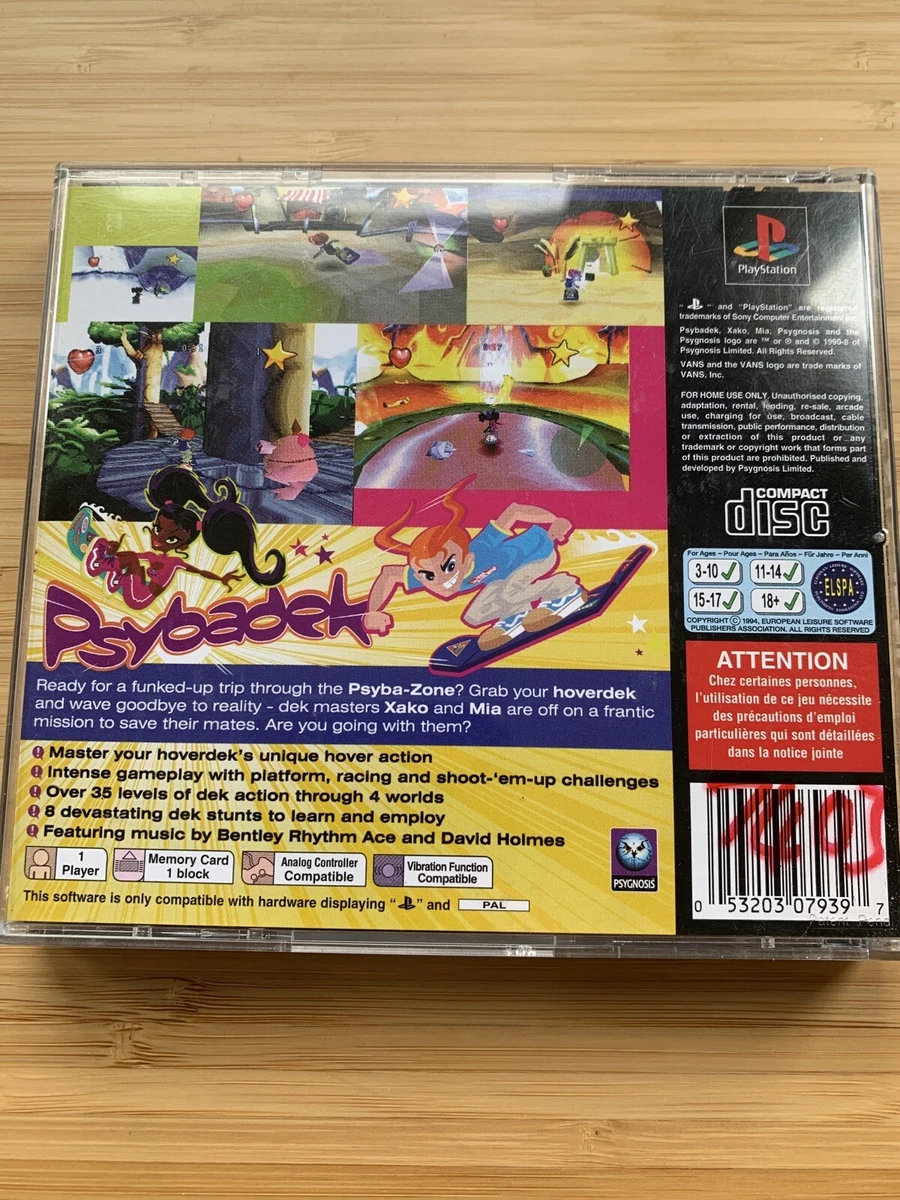 PlayStation
" " and "PlayStation" are registered
trademarks of Sony Computer Entertainment Inc.
Psybadek, Xako, Mia, Psygnosis and the
Psygnosis logo are ™ or ® and © 1990-8 of
Psygnosis Limited. All Rights Reserved.
VANS and the VANS logo are trade marks of
VANS, Inc.
FOR HOME USE ONLY. Unauthorised copying,
adaptation, rental, lending, re-sale, arcade
use, charging for use, broadcast, cable
transmission, public performance, distribution
or extraction of this product or any
trademark or copyright work that forms part
of this product are prohibited. Published and
developed by Psygnosis Limited.
COMPACT
disc
For Ages – Pour Ages – Para Años – Für Jahre – Per Anni
3-10 11-14
15-17 18+
ELSPA
COPYRIGHT © 1994, EUROPEAN LEISURE SOFTWARE
PUBLISHERS ASSOCIATION. ALL RIGHTS RESERVED
Psybadek
Ready for a funked-up trip through the Psyba-Zone? Grab your hoverdek
and wave goodbye to reality - dek masters Xako and Mia are off on a frantic
mission to save their mates. Are you going with them?
Master your hoverdek's unique hover action
Intense gameplay with platform, racing and shoot-'em-up challenges
Over 35 levels of dek action through 4 worlds
8 devastating dek stunts to learn and employ
Featuring music by Bentley Rhythm Ace and David Holmes
1
Player
Memory Card
1 block
Analog Controller
Compatible
Vibration Function
Compatible
PSYGNOSIS
This software is only compatible with hardware displaying " " and PAL
ATTENTION
Chez certaines personnes,
l'utilisation de ce jeu nécessite
des précautions d'emploi
particulières qui sont détaillées
dans la notice jointe
0 53203 07939 7